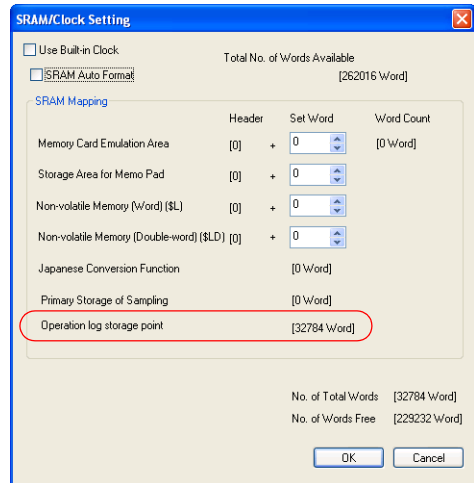 SRAM/Clock Setting
Use Built-in Clock
Total No. of Words Available
SRAM Auto Format
[262016 Word]
SRAM Mapping
Header Set Word Word Count
Memory Card Emulation Area [0] + 0 [0 Word]
Storage Area for Memo Pad [0] + 0
Non-volatile Memory (Word) ($L) [0] + 0
Non-volatile Memory (Double-word) ($LD) [0] + 0
Japanese Conversion Function [0 Word]
Primary Storage of Sampling [0 Word]
Operation log storage point [32784 Word]
No. of Total Words [32784 Word]
No. of Words Free [229232 Word]
OK Cancel